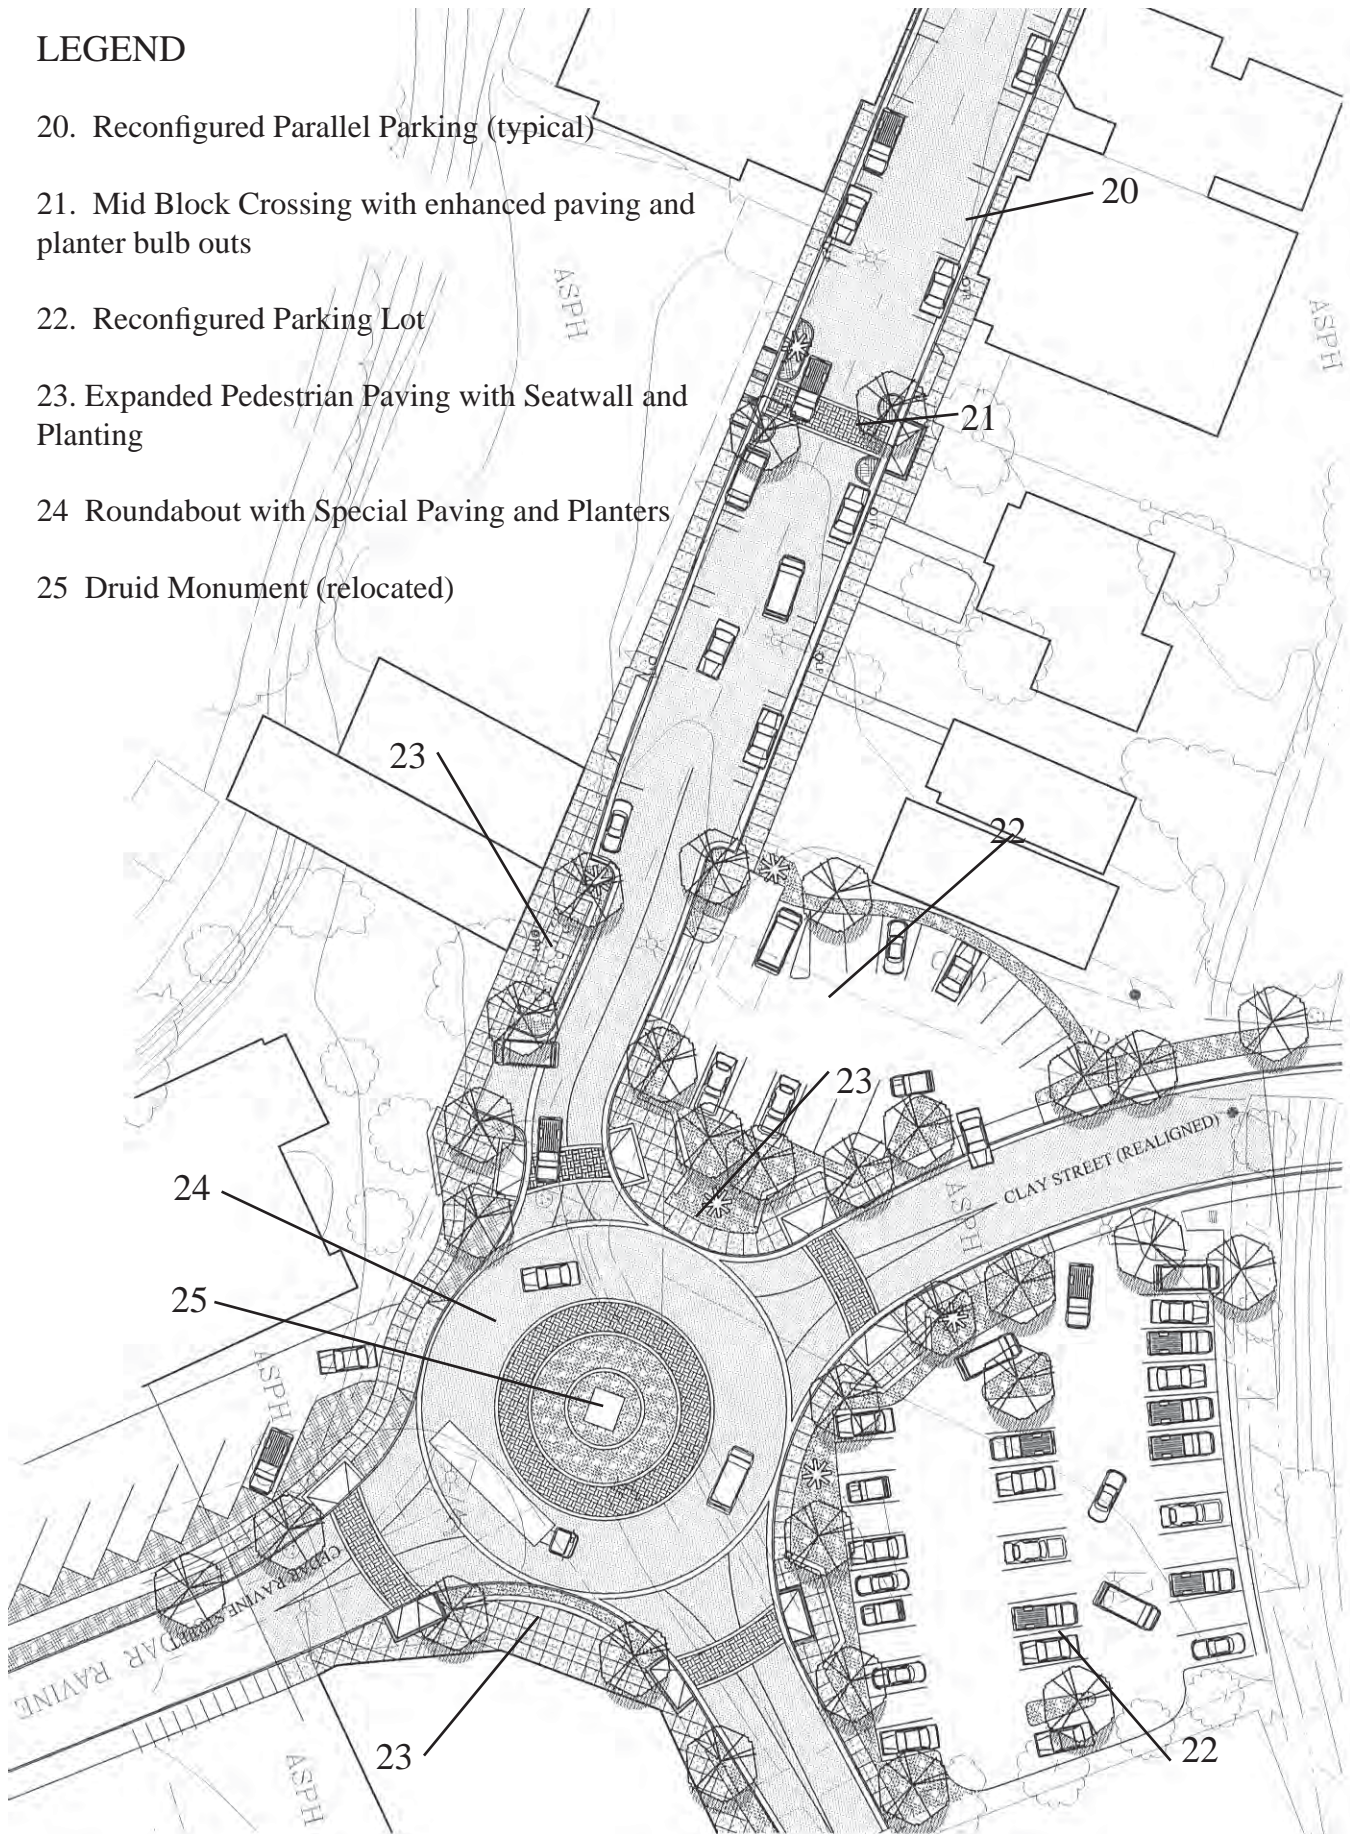 LEGEND
20. Reconfigured Parallel Parking (typical)
21. Mid Block Crossing with enhanced paving and
planter bulb outs
22. Reconfigured Parking Lot
23. Expanded Pedestrian Paving with Seatwall and
Planting
24 Roundabout with Special Paving and Planters
25 Druid Monument (relocated)
20
ASPH
ASPH
21
23
22
23
CLAY STREET (REALIGNED)
24
ASPH
25
ASPH
CEDAR RAVINE
CEDAR RAVINE
23
22
ASPH